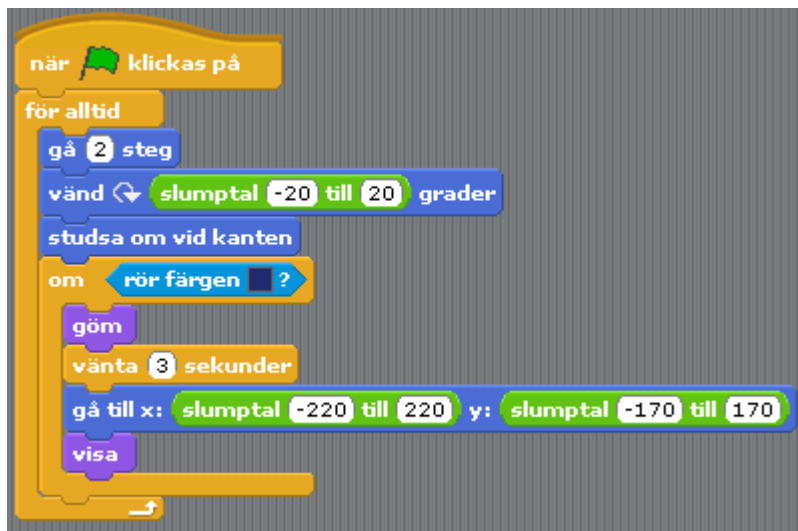 när klickas på
för alltid
gå 2 steg
vänd slumptal -20 till 20 grader
studsa om vid kanten
om rör färgen ?
göm
vänta 3 sekunder
gå till x: slumptal -220 till 220 y: slumptal -170 till 170
visa